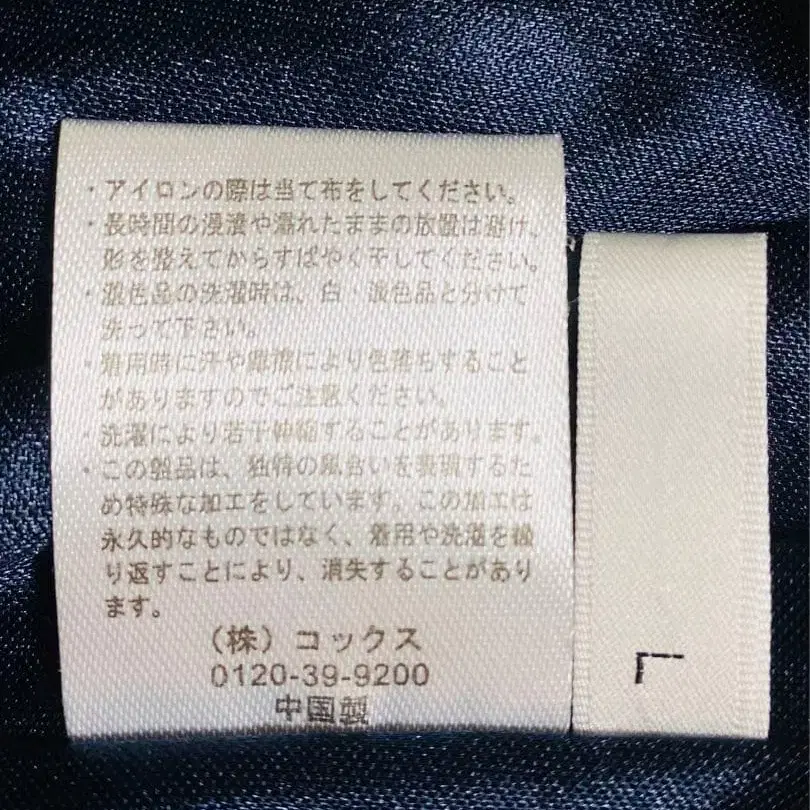 ・アイロンの際は当て布をしてください。
・長時間の浸漬や濡れたままの放置は避け、
形を整えてからすばやく干してください。
・濃色品の洗濯時は、白・淡色品と分けて
洗って下さい。
・着用時に汗や摩擦により色落ちすること
がありますのでご注意ください。
・洗濯により若干伸縮することがあります。
・この製品は、独特の風合いを表現するた
め特殊な加工をしています。この加工は
永久的なものではなく、着用や洗濯を繰
り返すことにより、消失することがあり
ます。
（株）コックス
0120-39-9200
中国製
L